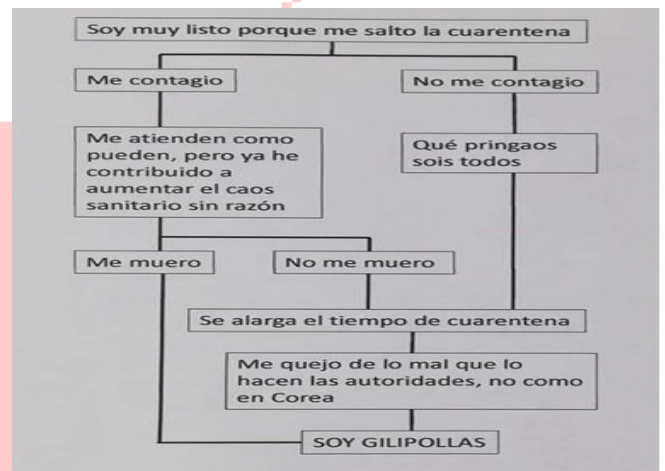 Soy muy listo porque me salto la cuarentena
Me contagio
No me contagio
Me atienden como
pueden, pero ya he
contribuido a
aumentar el caos
sanitario sin razón
Qué pringaos
sois todos
Me muero
No me muero
Se alarga el tiempo de cuarentena
Me quejo de lo mal que lo
hacen las autoridades, no como
en Corea
SOY GILIPOLLAS